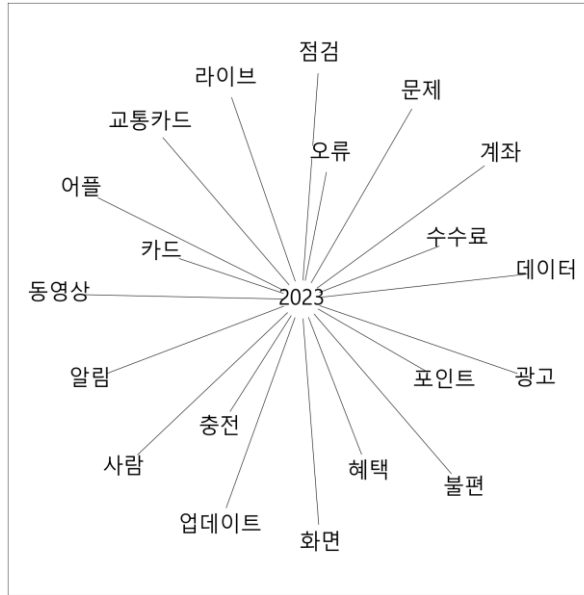 점검
라이브
문제
교통카드
오류
계좌
어플
수수료
카드
데이터
동영상
2023
알림
포인트
광고
충전
사람
혜택
불편
업데이트
화면